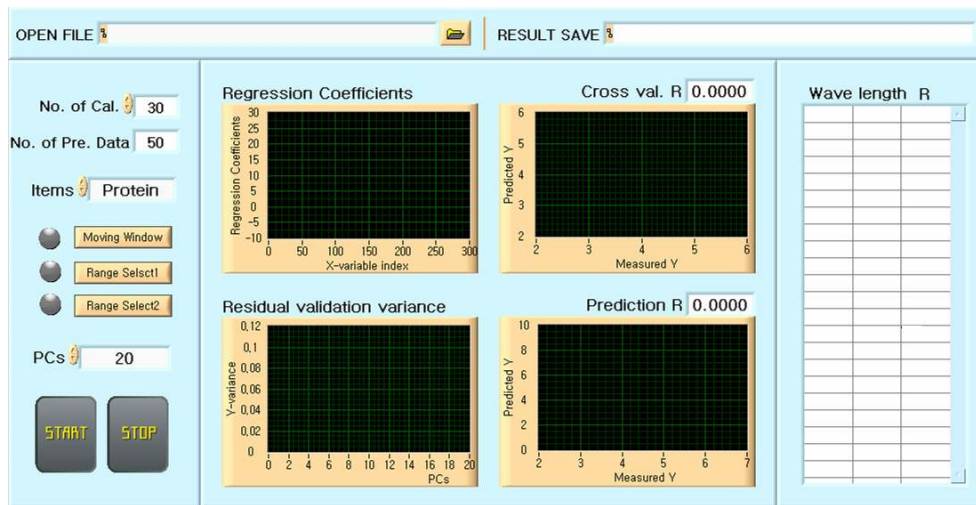 OPEN FILE %
RESULT SAVE %
No. of Cal. 30
No. of Pre. Data 50
Items Protein
Moving Window
Range Selsct1
Range Select2
PCs 20
START STOP
Regression Coefficients
30
25
20
15
10
5
0
-5
-10
Regression Coefficients
0 50 100 150 200 250 300
X-variable index
Cross val. R 0.0000
6
5
4
3
2
Predicted Y
2 3 4 5 6
Measured Y
Residual validation variance
0,12
0,1
0,08
0,06
0,04
0,02
0
Y-variance
0 2 4 6 8 10 12 14 16 18 20
PCs
Prediction R 0.0000
10
8
6
4
2
0
Predicted Y
2 3 4 5 6 7
Measured Y
Wave length R